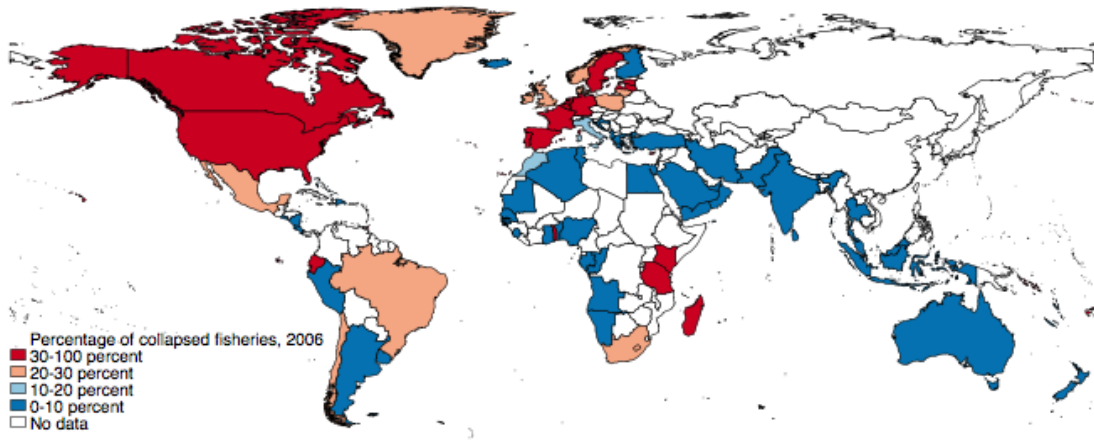 Percentage of collapsed fisheries, 2006
30-100 percent
20-30 percent
10-20 percent
0-10 percent
No data